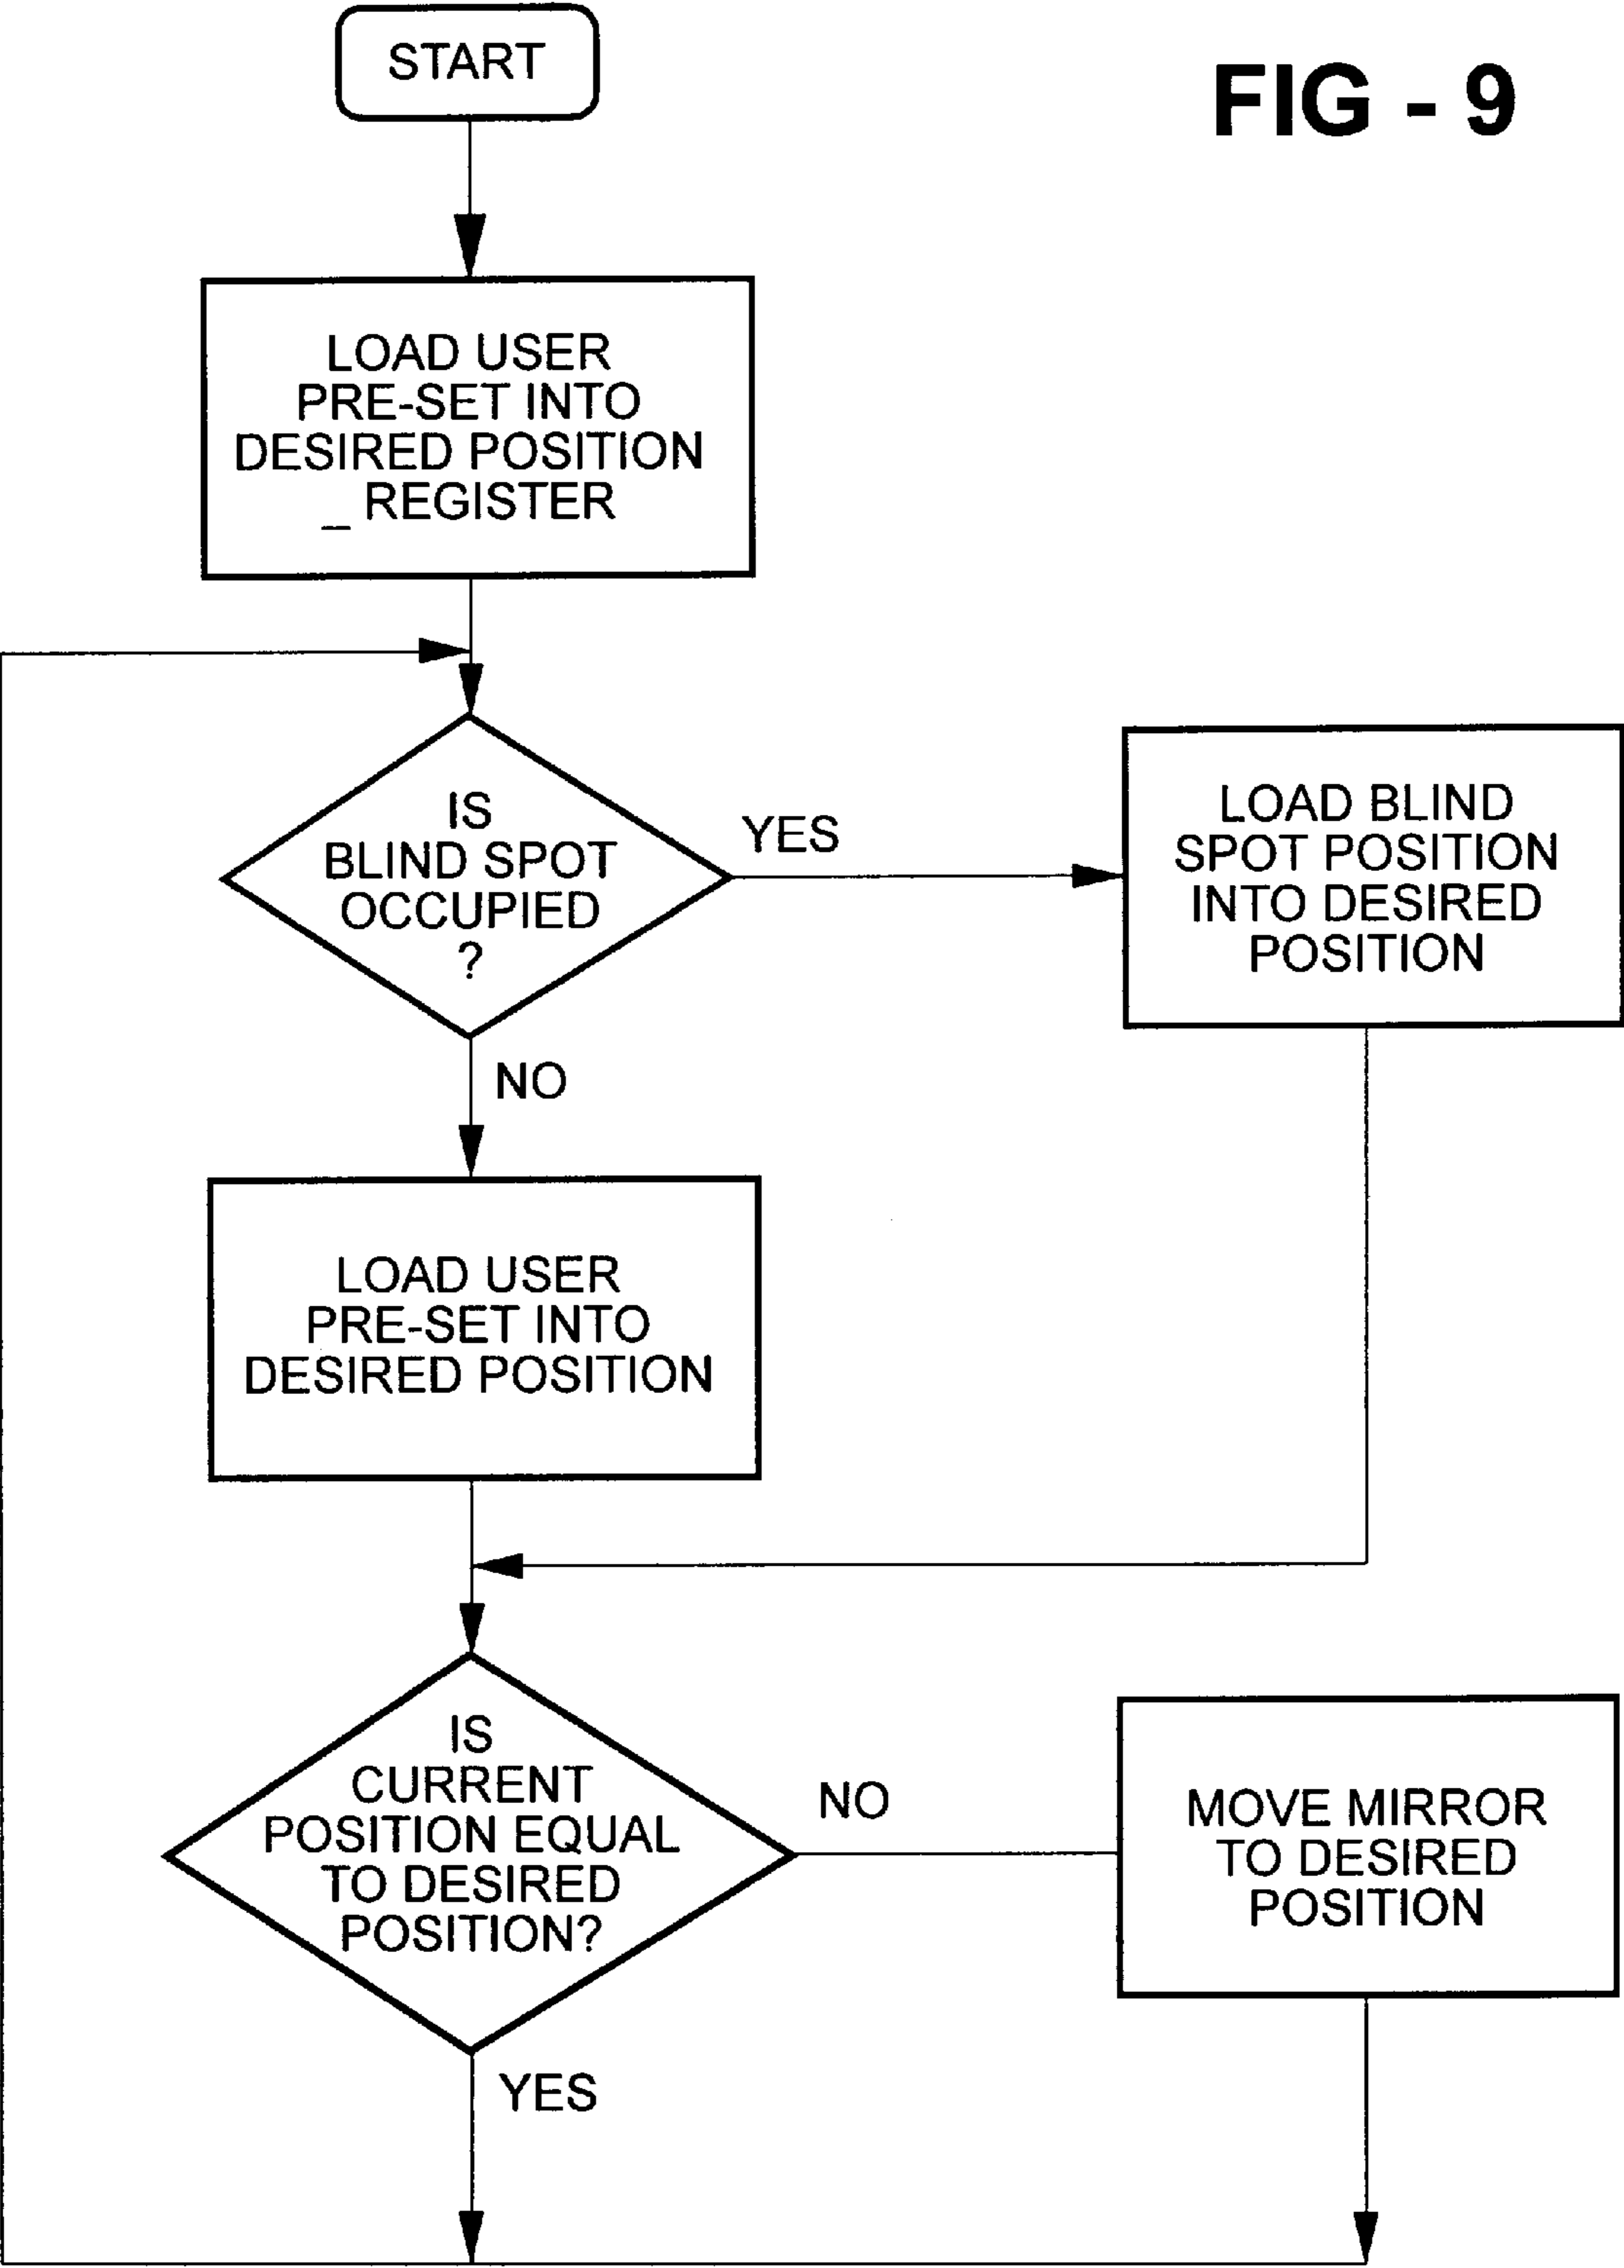 START
FIG - 9
LOAD USER
PRE-SET INTO
DESIRED POSITION
_ REGISTER
IS
BLIND SPOT
OCCUPIED
?
YES
LOAD BLIND
SPOT POSITION
INTO DESIRED
POSITION
NO
LOAD USER
PRE-SET INTO
DESIRED POSITION
IS
CURRENT
POSITION EQUAL
TO DESIRED
POSITION?
NO
MOVE MIRROR
TO DESIRED
POSITION
YES